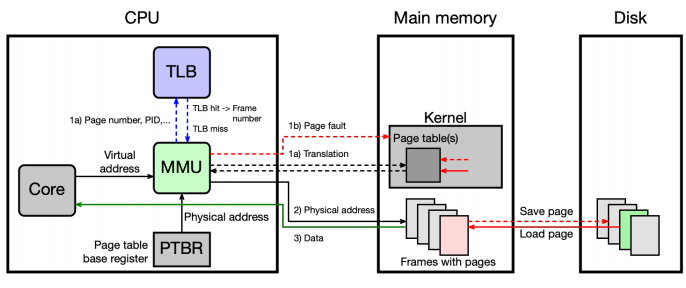 CPU
Main memory
Disk
TLB
TLB hit -> Frame
number
1a) Page number, PID,...
TLB miss
1b) Page fault
Kernel
Page table(s)
1a) Translation
Virtual
address
MMU
Core
2) Physical address
Physical address
3) Data
Save page
Load page
Page table
base register
PTBR
Frames with pages